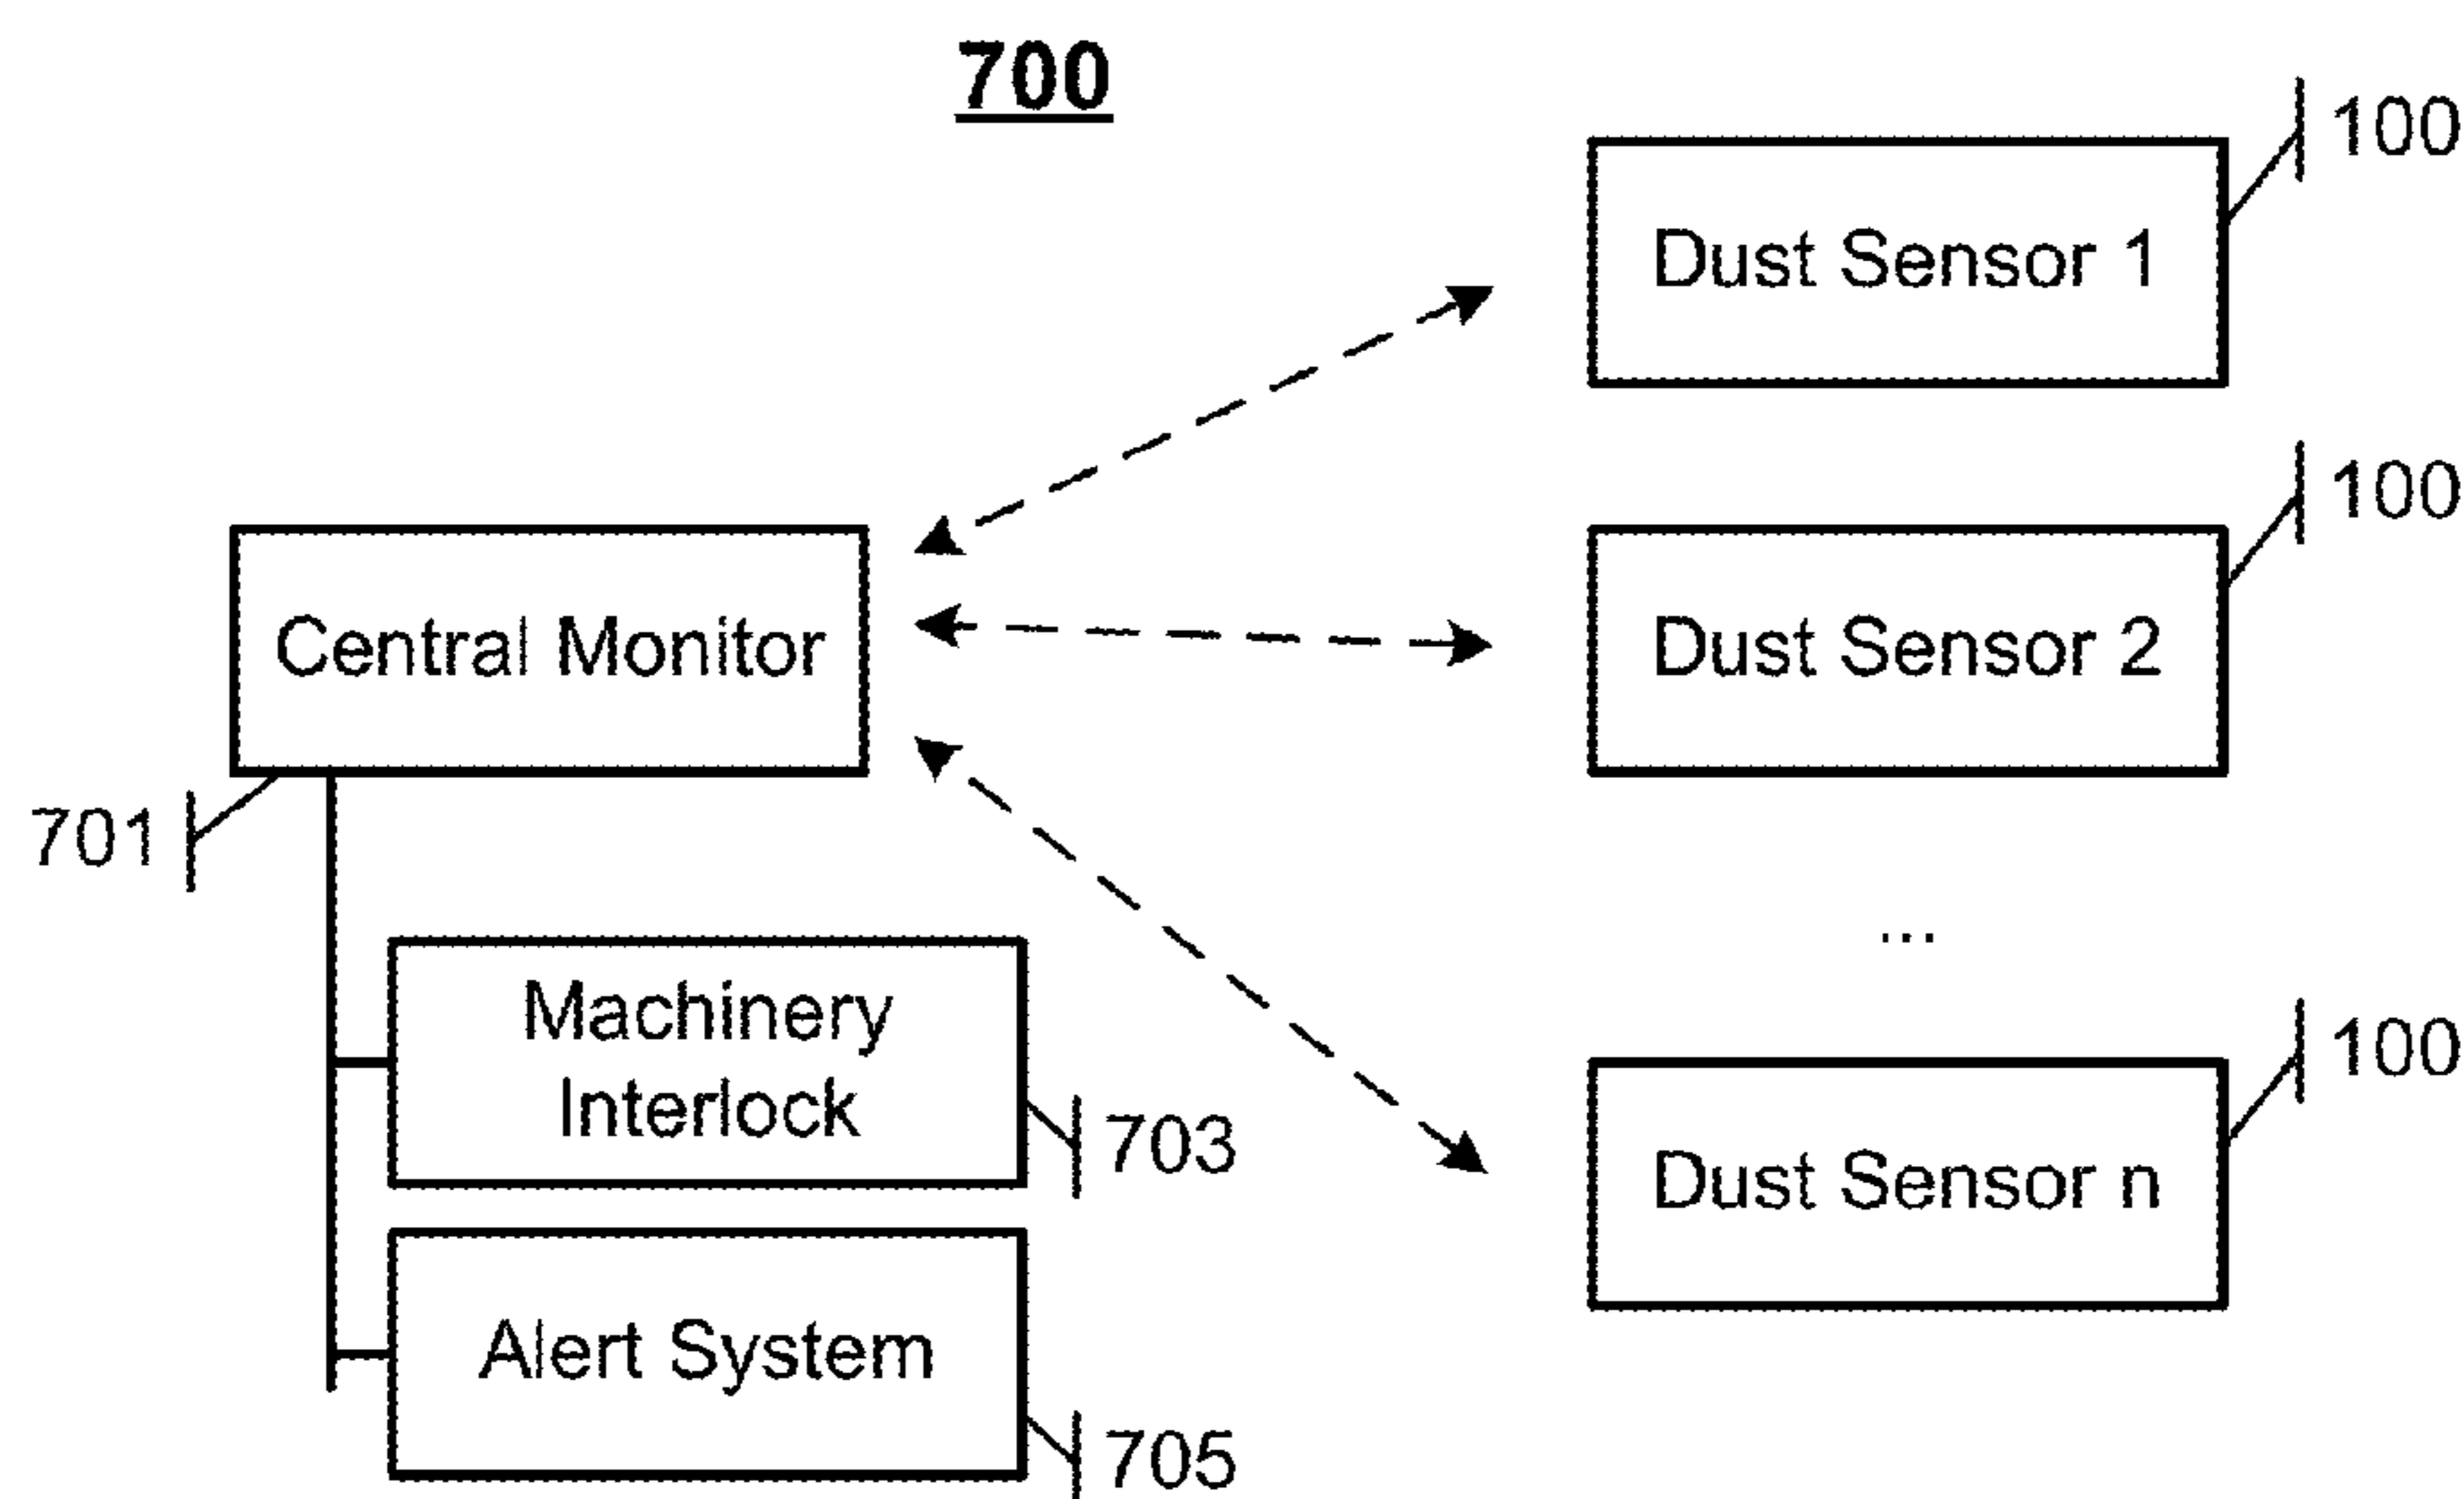 700
100
Dust Sensor 1
100
Central Monitor
Dust Sensor 2
701
...
Machinery
Interlock
703
100
Dust Sensor n
Alert System
705